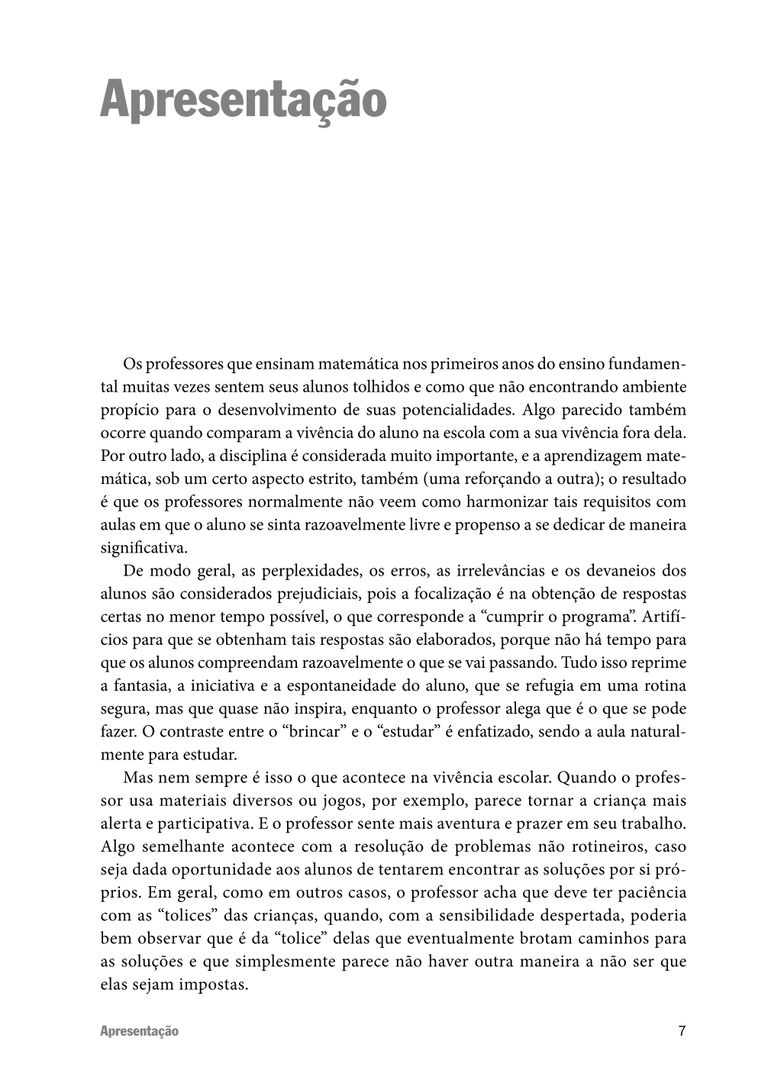 Apresentação
Os professores que ensinam matemática nos primeiros anos do ensino fundamen-
tal muitas vezes sentem seus alunos tolhidos e como que não encontrando ambiente
propício para o desenvolvimento de suas potencialidades. Algo parecido também
ocorre quando comparam a vivência do aluno na escola com a sua vivência fora dela.
Por outro lado, a disciplina é considerada muito importante, e a aprendizagem mate-
mática, sob um certo aspecto estrito, também (uma reforçando a outra); o resultado
é que os professores normalmente não veem como harmonizar tais requisitos com
aulas em que o aluno se sinta razoavelmente livre e propenso a se dedicar de maneira
significativa.
De modo geral, as perplexidades, os erros, as irrelevâncias e os devaneios dos
alunos são considerados prejudiciais, pois a focalização é na obtenção de respostas
certas no menor tempo possível, o que corresponde a “cumprir o programa”. Artifí-
cios para que se obtenham tais respostas são elaborados, porque não há tempo para
que os alunos compreendam razoavelmente o que se vai passando. Tudo isso reprime
a fantasia, a iniciativa e a espontaneidade do aluno, que se refugia em uma rotina
segura, mas que quase não inspira, enquanto o professor alega que é o que se pode
fazer. O contraste entre o “brincar” e o “estudar” é enfatizado, sendo a aula natural-
mente para estudar.
Mas nem sempre é isso o que acontece na vivência escolar. Quando o profes-
sor usa materiais diversos ou jogos, por exemplo, parece tornar a criança mais
alerta e participativa. E o professor sente mais aventura e prazer em seu trabalho.
Algo semelhante acontece com a resolução de problemas não rotineiros, caso
seja dada oportunidade aos alunos de tentarem encontrar as soluções por si pró-
prios. Em geral, como em outros casos, o professor acha que deve ter paciência
com as “tolices” das crianças, quando, com a sensibilidade despertada, poderia
bem observar que é da “tolice” delas que eventualmente brotam caminhos para
as soluções e que simplesmente parece não haver outra maneira a não ser que
elas sejam impostas.
Apresentação 7